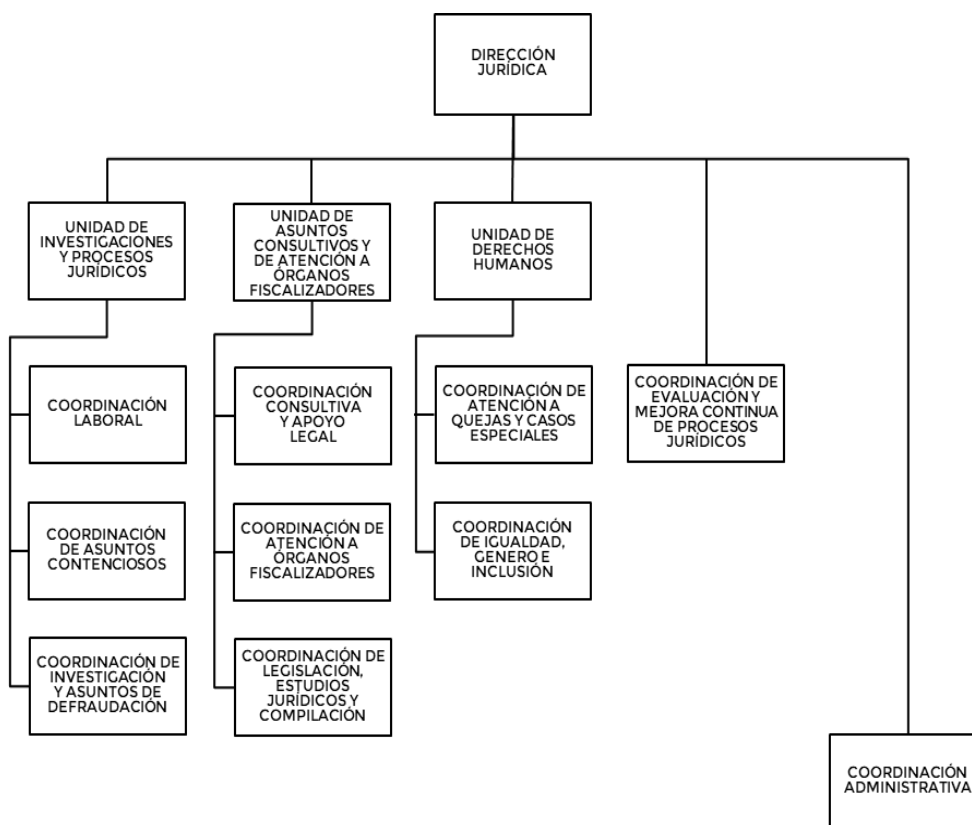 DIRECCIÓN
JURÍDICA
UNIDAD DE
INVESTIGACIONES
Y PROCESOS
JURÍDICOS
UNIDAD DE
ASUNTOS
CONSULTIVOS Y
DE ATENCIÓN A
ÓRGANOS
FISCALIZADORES
UNIDAD DE
DERECHOS
HUMANOS
COORDINACIÓN
LABORAL
COORDINACIÓN
CONSULTIVA
Y APOYO
LEGAL
COORDINACIÓN DE
ATENCIÓN A
QUEJAS Y CASOS
ESPECIALES
COORDINACIÓN DE
EVALUACIÓN Y
MEJORA CONTINUA
DE PROCESOS
JURÍDICOS
COORDINACIÓN
DE ASUNTOS
CONTENCIOSOS
COORDINACIÓN DE
ATENCIÓN A
ÓRGANOS
FISCALIZADORES
COORDINACIÓN
DE IGUALDAD,
GENERO E
INCLUSIÓN
COORDINACIÓN DE
INVESTIGACIÓN
Y ASUNTOS DE
DEFRAUDACIÓN
COORDINACIÓN DE
LEGISLACIÓN,
ESTUDIOS
JURÍDICOS Y
COMPILACIÓN
COORDINACIÓN
ADMINISTRATIVA